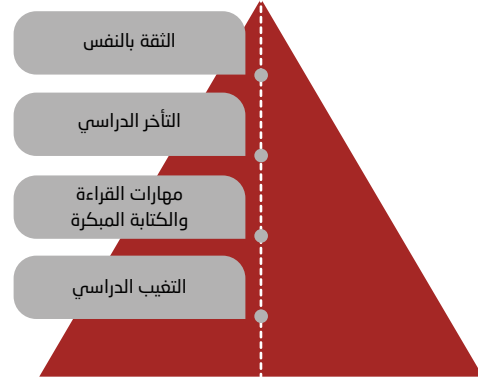 الثقة بالنفس
التأخر الدراسي
مهارات القراءة
والكتابة المبكرة
التغيب الدراسي